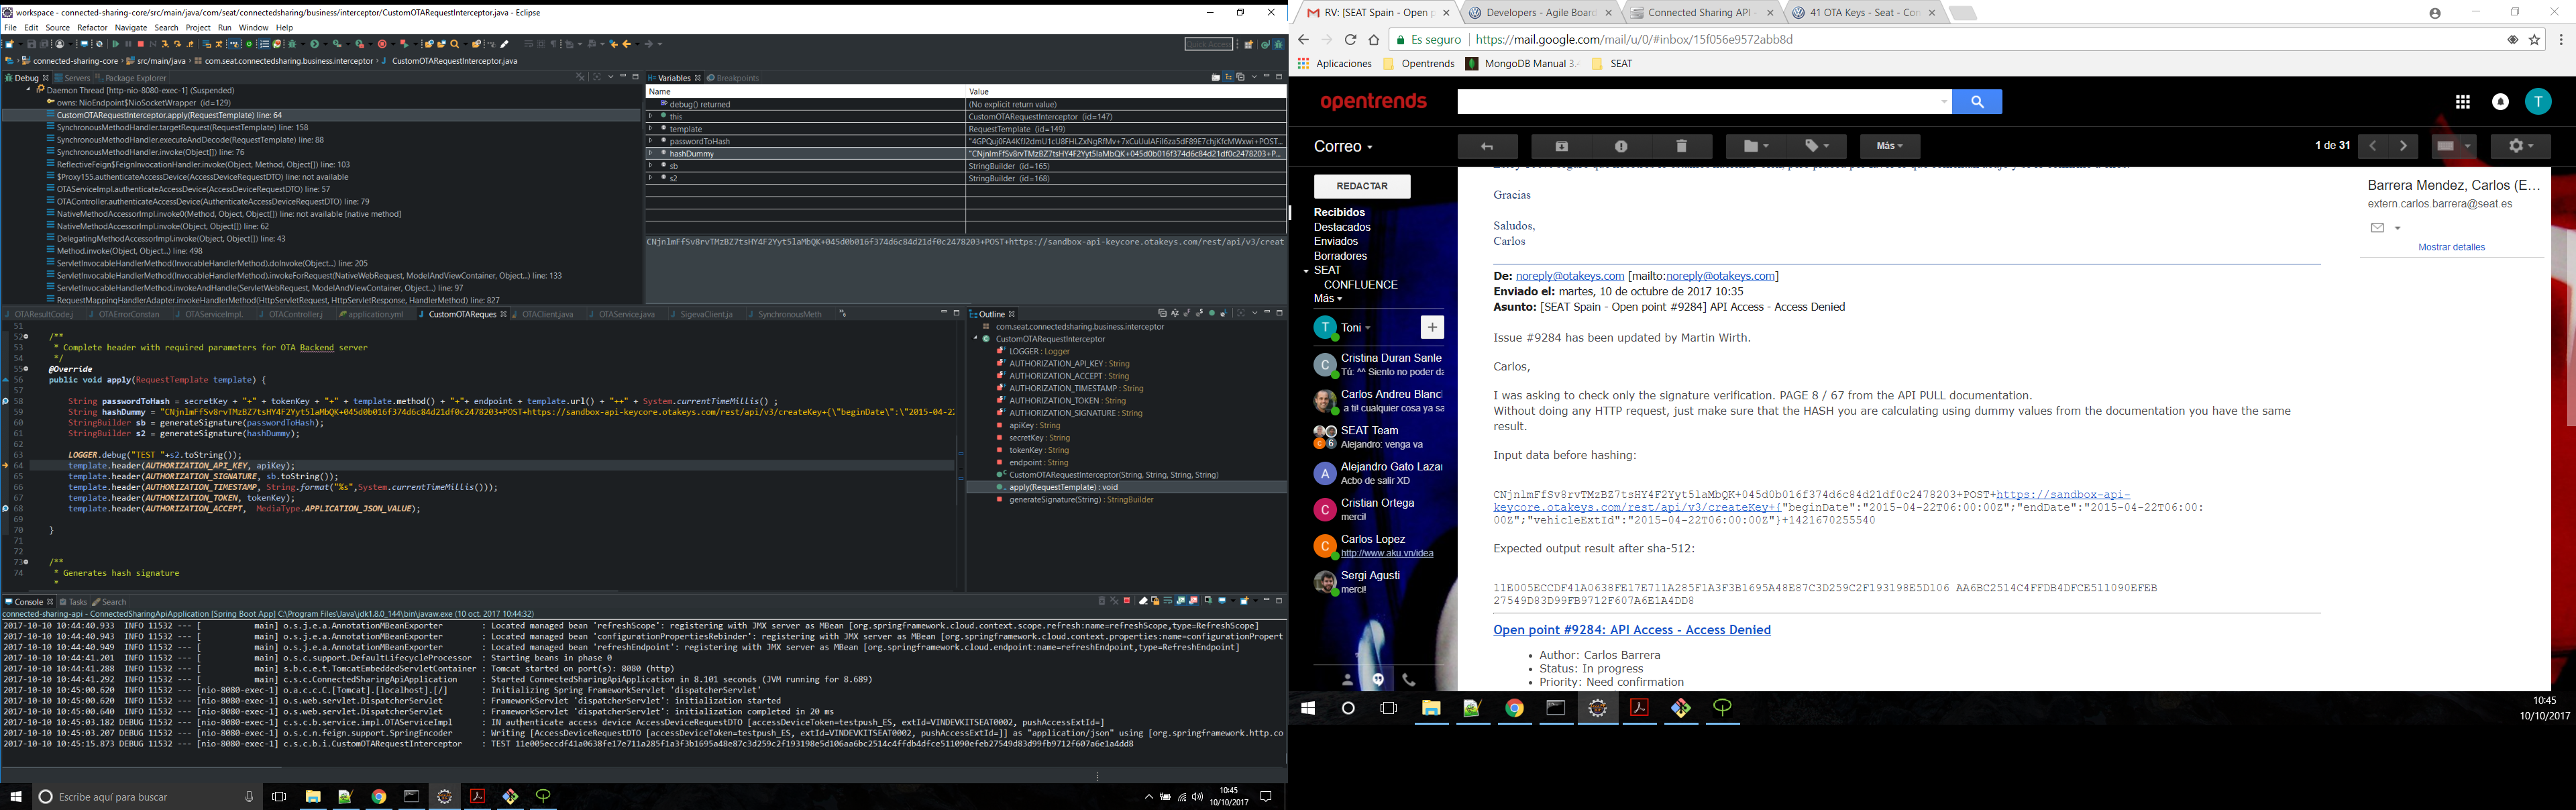 workspace - connected-sharing-core/src/main/java/com/seat/connectedsharing/business/interceptor/CustomOTARequestInterceptor.java - Eclipse
File Edit Source Refactor Navigate Search Project Run Window Help
Quick Access
connected-sharing-core src/main/java com.seat.connectedsharing.business.interceptor CustomOTARequestInterceptor.java
Debug Servers Package Explorer
Daemon Thread [http-nio-8080-exec-1] (Suspended)
owns: NioEndpoint$NioSocketWrapper (id=129)
CustomOTARequestInterceptor.apply(RequestTemplate) line: 64
SynchronousMethodHandler.targetRequest(RequestTemplate) line: 158
SynchronousMethodHandler.executeAndDecode(RequestTemplate) line: 88
SynchronousMethodHandler.invoke(Object[]) line: 76
ReflectiveFeign$FeignInvocationHandler.invoke(Object, Method, Object[]) line: 103
$Proxy155.authenticateAccessDevice(AccessDeviceRequestDTO) line: not available
OTAServiceImpl.authenticateAccessDevice(AccessDeviceRequestDTO) line: 57
OTAController.authenticateAccessDevice(AuthenticateAccessDeviceRequestDTO) line: 79
NativeMethodAccessorImpl.invoke0(Method, Object, Object[]) line: not available [native method]
NativeMethodAccessorImpl.invoke(Object, Object[]) line: 62
DelegatingMethodAccessorImpl.invoke(Object, Object[]) line: 43
Method.invoke(Object, Object...) line: 498
ServletInvocableHandlerMethod(InvocableHandlerMethod).doInvoke(Object...) line: 205
ServletInvocableHandlerMethod(InvocableHandlerMethod).invokeForRequest(NativeWebRequest, ModelAndViewContainer, Object...) line: 133
ServletInvocableHandlerMethod.invokeAndHandle(ServletWebRequest, ModelAndViewContainer, Object...) line: 97
RequestMappingHandlerAdapter.invokeHandlerMethod(HttpServletRequest, HttpServletResponse, HandlerMethod) line: 827
Variables Breakpoints
Name Value
debug() returned (No explicit return value)
this CustomOTARequestInterceptor (id=147)
template RequestTemplate (id=149)
passwordToHash
hashDummy "CNjnlmFfSv8rvTMzBZ7tsHY4F2Yyt5laMbQK+045d0b016f374d6c84d21df0c2478203+P...
sb StringBuilder (id=165)
s2 StringBuilder (id=168)
CNjnlmFfSv8rvTMzBZ7tsHY4F2Yyt5laMbQK+045d0b016f374d6c84d21df0c2478203+POST+https://sandbox-api-keycore.otakeys.com/rest/api/v3/creat
OTAResultCode.j OTAErrorConstan OTAServiceImpl. OTAController.j application.yml CustomOTAReques OTAClient.java OTAService.java SigevaClient.ja SynchronousMeth
51
52 /**
53 * Complete header with required parameters for OTA Backend server
54 */
55 @Override
56 public void apply(RequestTemplate template) {
57
58 String passwordToHash = secretKey + "+" + tokenKey + "+" + template.method() + "+"+ endpoint + template.url() + "++" + System.currentTimeMillis() ;
59 String hashDummy = "CNjnlmFfSv8rvTMzBZ7tsHY4F2Yyt5laMbQK+045d0b016f374d6c84d21df0c2478203+POST+https://sandbox-api-keycore.otakeys.com/rest/api/v3/createKey+{\"beginDate\":\"2015-04-22
60 StringBuilder sb = generateSignature(passwordToHash);
61 StringBuilder s2 = generateSignature(hashDummy);
62
63 LOGGER.debug("TEST "+s2.toString());
64 template.header(AUTHORIZATION_API_KEY, apiKey);
65 template.header(AUTHORIZATION_SIGNATURE, sb.toString());
66 template.header(AUTHORIZATION_TIMESTAMP, String.format("%s",System.currentTimeMillis()));
67 template.header(AUTHORIZATION_TOKEN, tokenKey);
68 template.header(AUTHORIZATION_ACCEPT, MediaType.APPLICATION_JSON_VALUE);
69
70 }
71
72
73 /**
74 * Generates hash signature
*
Outline
com.seat.connectedsharing.business.interceptor
CustomOTARequestInterceptor
LOGGER : Logger
AUTHORIZATION_API_KEY : String
AUTHORIZATION_ACCEPT : String
AUTHORIZATION_TIMESTAMP : String
AUTHORIZATION_TOKEN : String
AUTHORIZATION_SIGNATURE : String
apiKey : String
secretKey : String
tokenKey : String
endpoint : String
CustomOTARequestInterceptor(String, String, String, String)
apply(RequestTemplate) : void
generateSignature(String) : StringBuilder
Console Tasks Search
connected-sharing-api - ConnectedSharingApiApplication [Spring Boot App] C:\Program Files\Java\jdk1.8.0_144\bin\javaw.exe (10 oct. 2017 10:44:32)
2017-10-10 10:44:40.933 INFO 11532 --- [ main] o.s.j.e.a.AnnotationMBeanExporter : Located managed bean 'refreshScope': registering with JMX server as MBean [org.springframework.cloud.context.scope.refresh:name=refreshScope,type=RefreshScope]
2017-10-10 10:44:40.943 INFO 11532 --- [ main] o.s.j.e.a.AnnotationMBeanExporter : Located managed bean 'configurationPropertiesRebinder': registering with JMX server as MBean [org.springframework.cloud.context.properties:name=configurationPropert
2017-10-10 10:44:40.949 INFO 11532 --- [ main] o.s.j.e.a.AnnotationMBeanExporter : Located managed bean 'refreshEndpoint': registering with JMX server as MBean [org.springframework.cloud.endpoint:name=refreshEndpoint,type=RefreshEndpoint]
2017-10-10 10:44:41.201 INFO 11532 --- [ main] o.s.c.support.DefaultLifecycleProcessor : Starting beans in phase 0
2017-10-10 10:44:41.288 INFO 11532 --- [ main] s.b.c.e.t.TomcatEmbeddedServletContainer : Tomcat started on port(s): 8080 (http)
2017-10-10 10:44:41.292 INFO 11532 --- [ main] c.s.c.ConnectedSharingApiApplication : Started ConnectedSharingApiApplication in 8.101 seconds (JVM running for 8.689)
2017-10-10 10:45:00.620 INFO 11532 --- [nio-8080-exec-1] o.a.c.c.C.[Tomcat].[localhost].[/] : Initializing Spring FrameworkServlet 'dispatcherServlet'
2017-10-10 10:45:00.620 INFO 11532 --- [nio-8080-exec-1] o.s.web.servlet.DispatcherServlet : FrameworkServlet 'dispatcherServlet': initialization started
2017-10-10 10:45:00.640 INFO 11532 --- [nio-8080-exec-1] o.s.web.servlet.DispatcherServlet : FrameworkServlet 'dispatcherServlet': initialization completed in 20 ms
2017-10-10 10:45:03.182 DEBUG 11532 --- [nio-8080-exec-1] c.s.c.b.service.impl.OTAServiceImpl : IN authenticate access device AccessDeviceRequestDTO [accessDeviceToken=testpush_ES, extId=VINDEVKITSEAT0002, pushAccessExtId=]
2017-10-10 10:45:03.207 DEBUG 11532 --- [nio-8080-exec-1] c.s.c.n.feign.support.SpringEncoder : Writing [AccessDeviceRequestDTO [accessDeviceToken=testpush_ES, extId=VINDEVKITSEAT0002, pushAccessExtId=]] as "application/json" using [org.springframework.http.co
2017-10-10 10:45:15.873 DEBUG 11532 --- [nio-8080-exec-1] c.s.c.b.i.CustomOTARequestInterceptor : TEST 11e005eccdf41a0638fe17e711a285f1a3f3b1695a48e87c3d259c2f193198e5d106aa6bc2514c4ffdb4dfce511090efeb27549d83d99fb9712f607a6e1a4dd8
Escribe aquí para buscar
10:45
10/10/2017
RV: [SEAT Spain - Open p Developers - Agile Board Connected Sharing API - 41 OTA Keys - Seat - Con
Es seguro https://mail.google.com/mail/u/0/#inbox/15f056e9572abb8d
Aplicaciones Opentrends MongoDB Manual 3. SEAT
opentrends
T
Correo
Más
1 de 31
REDACTAR
Recibidos
Destacados
Enviados
Borradores
SEAT
CONFLUENCE
Más
T Toni
C Cristina Duran Sanle
Tú: ^^ Siento no poder da
Carlos Andreu Blancl
a ti! cualquier cosa ya sa
SEAT Team
Alejandro: venga va
A Alejandro Gato Lazar
Acbo de salir XD
C Cristian Ortega
merci!
C Carlos Lopez
http://www.aku.vn/idea
Sergi Agusti
merci!
Gracias
Saludos,
Carlos
De: noreply@otakeys.com [mailto:noreply@otakeys.com]
Enviado el: martes, 10 de octubre de 2017 10:35
Asunto: [SEAT Spain - Open point #9284] API Access - Access Denied
Issue #9284 has been updated by Martin Wirth.
Carlos,
I was asking to check only the signature verification. PAGE 8 / 67 from the API PULL documentation.
Without doing any HTTP request, just make sure that the HASH you are calculating using dummy values from the documentation you have the same
result.
Input data before hashing:
CNjnlmFfSv8rvTMzBZ7tsHY4F2Yyt5laMbQK+045d0b016f374d6c84d21df0c2478203+POST+https://sandbox-api-
keycore.otakeys.com/rest/api/v3/createKey+{"beginDate":"2015-04-22T06:00:00Z";"endDate":"2015-04-22T06:00:
00Z";"vehicleExtId":"2015-04-22T06:00:00Z"}+1421670255540
Expected output result after sha-512:
11E005ECCDF41A0638FE17E711A285F1A3F3B1695A48E87C3D259C2F193198E5D106 AA6BC2514C4FFDB4DFCE511090EFEB
27549D83D99FB9712F607A6E1A4DD8
Open point #9284: API Access - Access Denied
Author: Carlos Barrera
Status: In progress
Priority: Need confirmation
Barrera Mendez, Carlos (E...
extern.carlos.barrera@seat.es
Mostrar detalles
10:45
10/10/2017